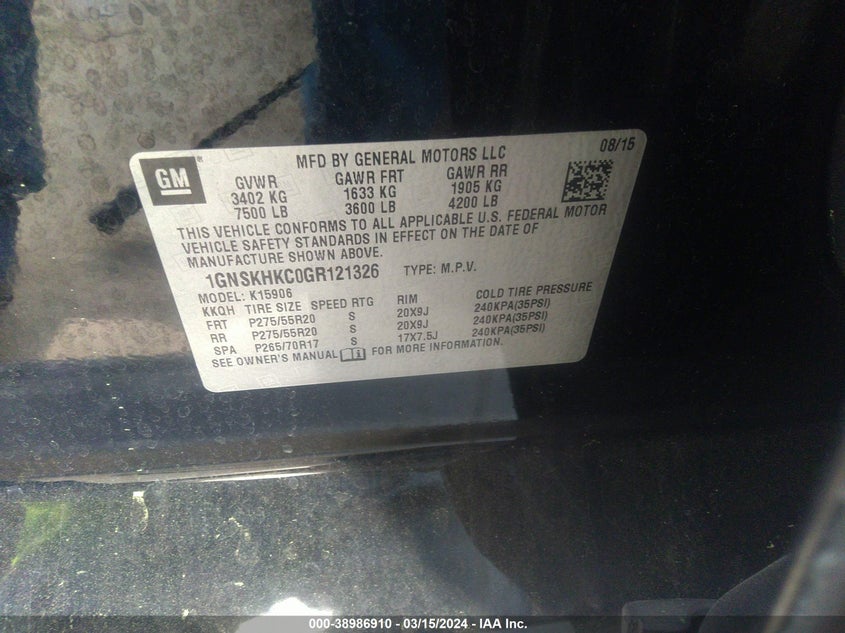 GM ®
MFD BY GENERAL MOTORS LLC 08/15
GVWR GAWR FRT GAWR RR
3402 KG 1633 KG 1905 KG
7500 LB 3600 LB 4200 LB
THIS VEHICLE CONFORMS TO ALL APPLICABLE U.S. FEDERAL MOTOR
VEHICLE SAFETY STANDARDS IN EFFECT ON THE DATE OF
MANUFACTURE SHOWN ABOVE.
1GNSKHKC0GR121326 TYPE: M.P.V.
MODEL: K15906
KKQH TIRE SIZE SPEED RTG RIM COLD TIRE PRESSURE
FRT P275/55R20 S 20X9J 240KPA(35PSI)
RR P275/55R20 S 20X9J 240KPA(35PSI)
SPA P265/70R17 S 17X7.5J 240KPA(35PSI)
SEE OWNER'S MANUAL FOR MORE INFORMATION.
000-38986910 - 03/15/2024 - IAA Inc.